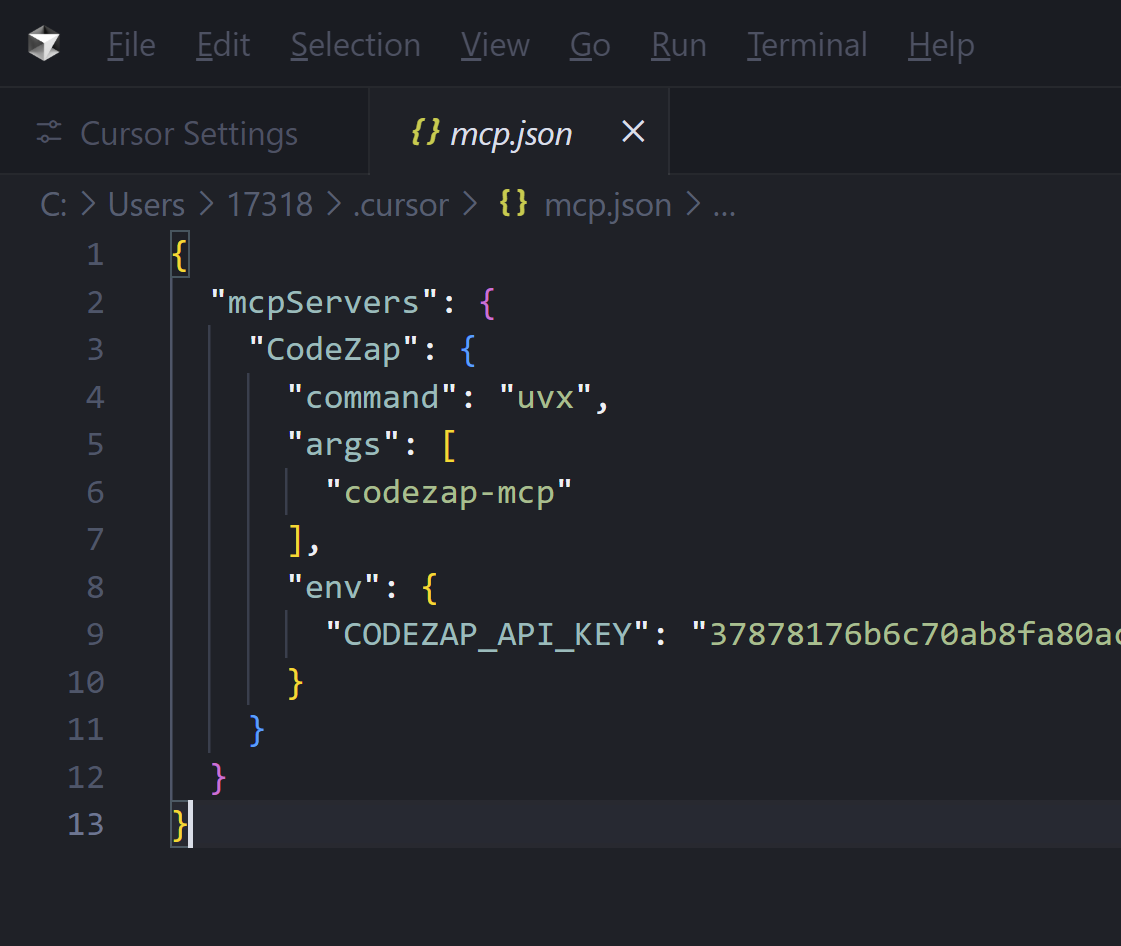 File Edit Selection View Go Run Terminal Help
Cursor Settings {} mcp.json ×
C: > Users > 17318 > .cursor > {} mcp.json > ...
1 {
2   "mcpServers": {
3     "CodeZap": {
4       "command": "uvx",
5       "args": [
6         "codezap-mcp"
7       ],
8       "env": {
9         "CODEZAP_API_KEY": "37878176b6c70ab8fa80ac
10       }
11     }
12   }
13 }